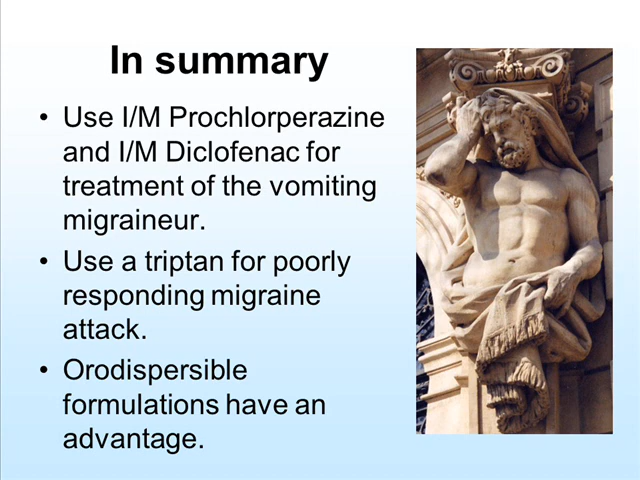 In summary
• Use I/M Prochlorperazine
and I/M Diclofenac for
treatment of the vomiting
migraineur.
• Use a triptan for poorly
responding migraine
attack.
• Orodispersible
formulations have an
advantage.